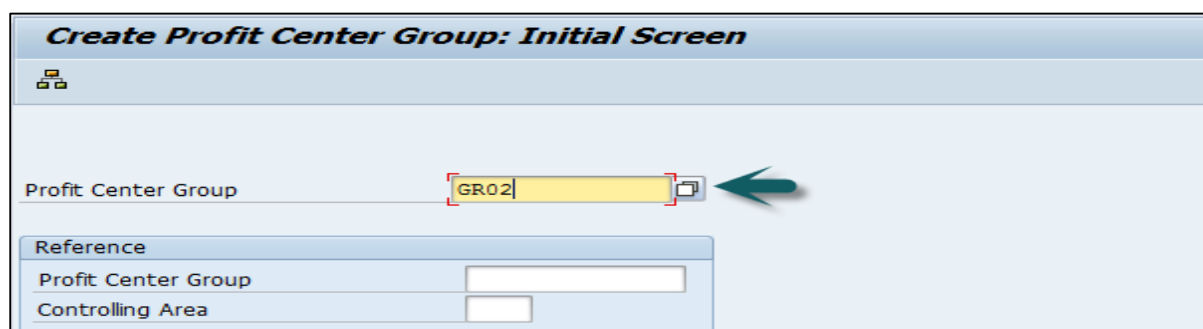 Create Profit Center Group: Initial Screen
Profit Center Group GR02
Reference
Profit Center Group
Controlling Area